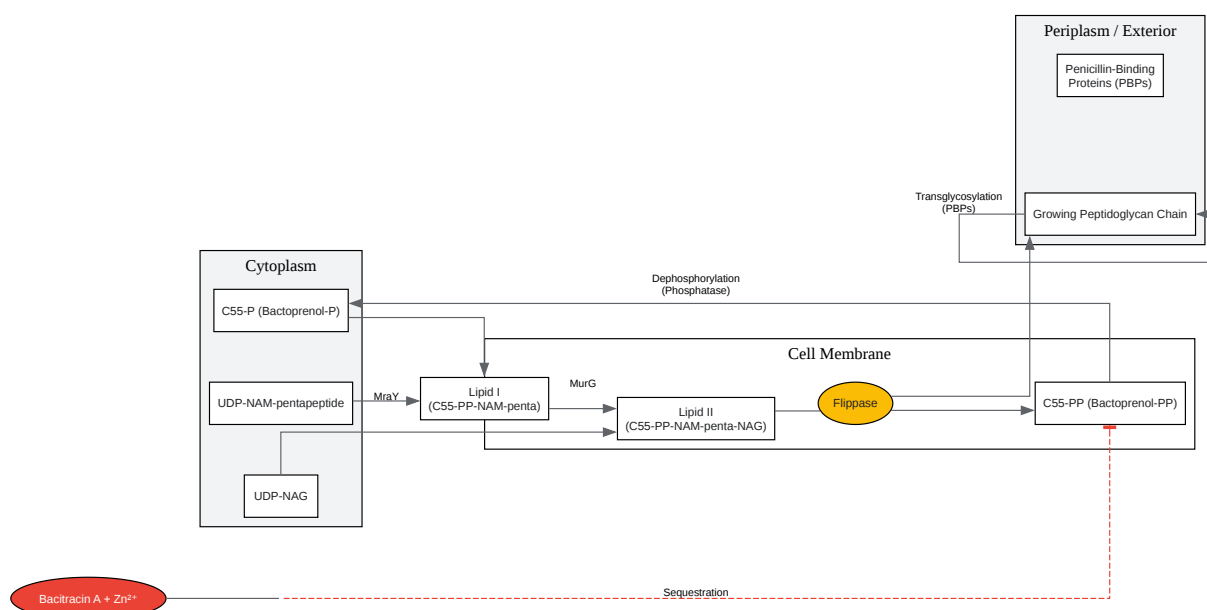 Periplasm / Exterior
Penicillin-Binding
Proteins (PBPs)
Transglycosylation
(PBPs)
Growing Peptidoglycan Chain
Cytoplasm
Dephosphorylation
(Phosphatase)
C55-P (Bactoprenol-P)
Cell Membrane
UDP-NAM-pentapeptide
MraY
Lipid I
(C55-PP-NAM-penta)
MurG
Lipid II
(C55-PP-NAM-penta-NAG)
Flippase
C55-PP (Bactoprenol-PP)
UDP-NAG
Bacitracin A + Zn²⁺
Sequestration